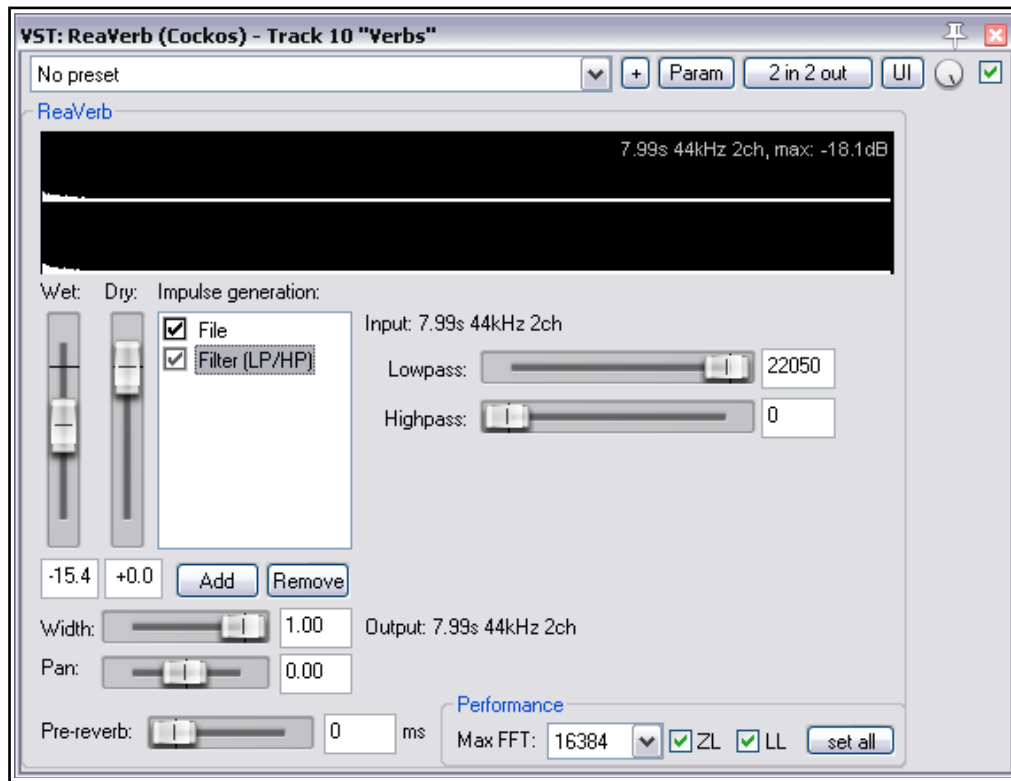 VST: ReaVerb (Cockos) - Track 10 "Verbs"
No preset + Param 2 in 2 out UI
ReaVerb
7.99s 44kHz 2ch, max: -18.1dB
Wet: Dry: Impulse generation:
File
Filter (LP/HP)
Input: 7.99s 44kHz 2ch
Lowpass: 22050
Highpass: 0
-15.4 +0.0 Add Remove
Width: 1.00 Output: 7.99s 44kHz 2ch
Pan: 0.00
Pre-reverb: 0 ms
Performance
Max FFT: 16384 ZL LL set all